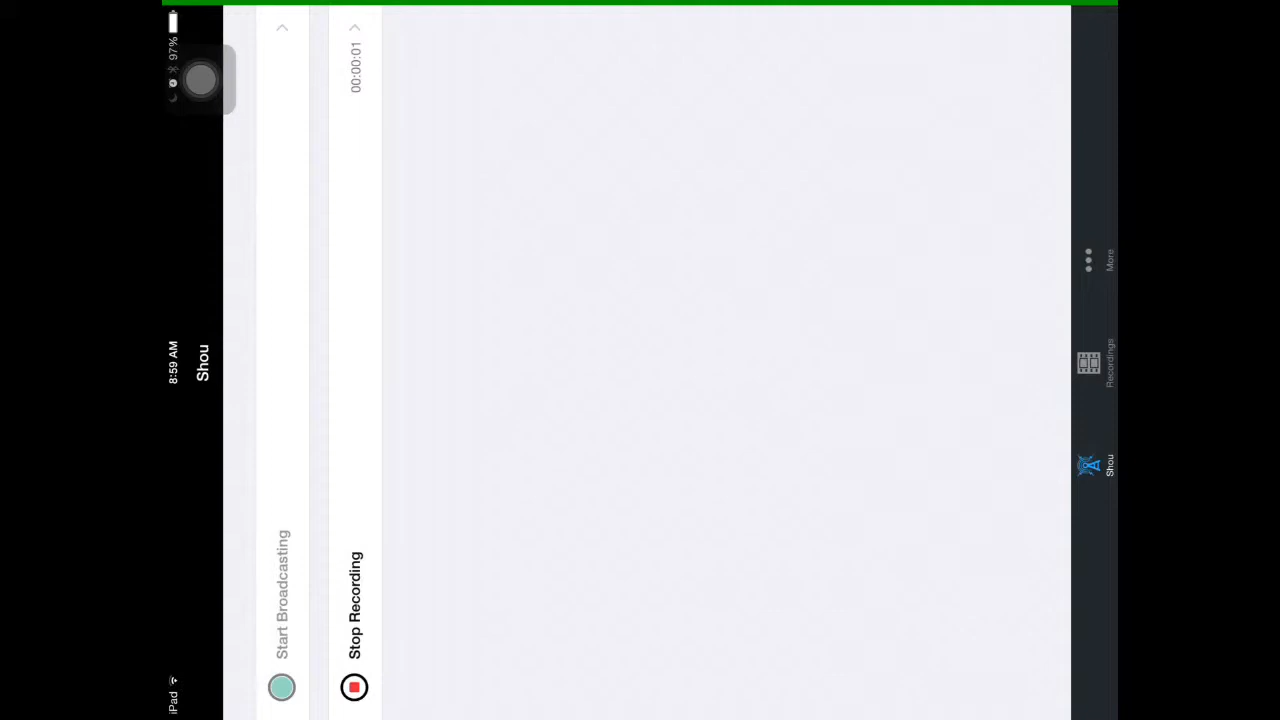 iPad 8:59 AM 97%
Shou
Start Broadcasting
Stop Recording 00:00:01
Shou Recordings More